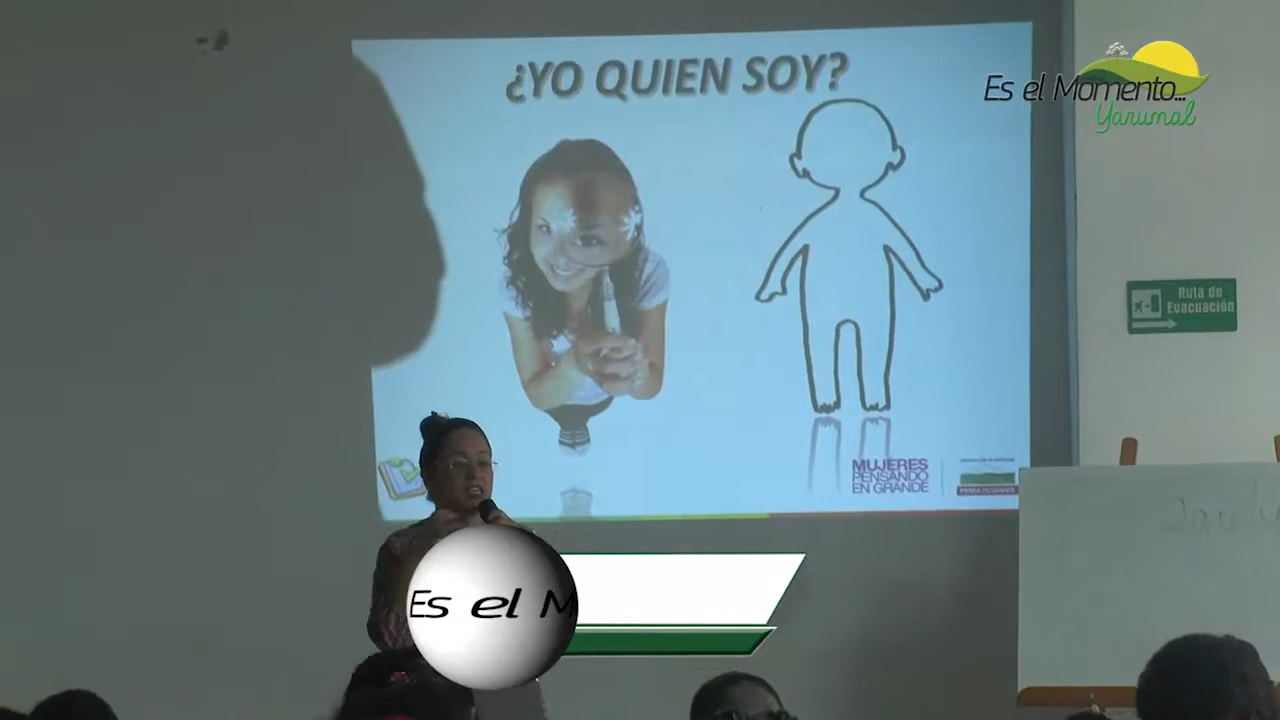 ¿YO QUIEN SOY?
Es el Momento...
Yarumal
Ruta de
Evacuación
MUJERES
PENSANDO
EN GRANDE
Es el M